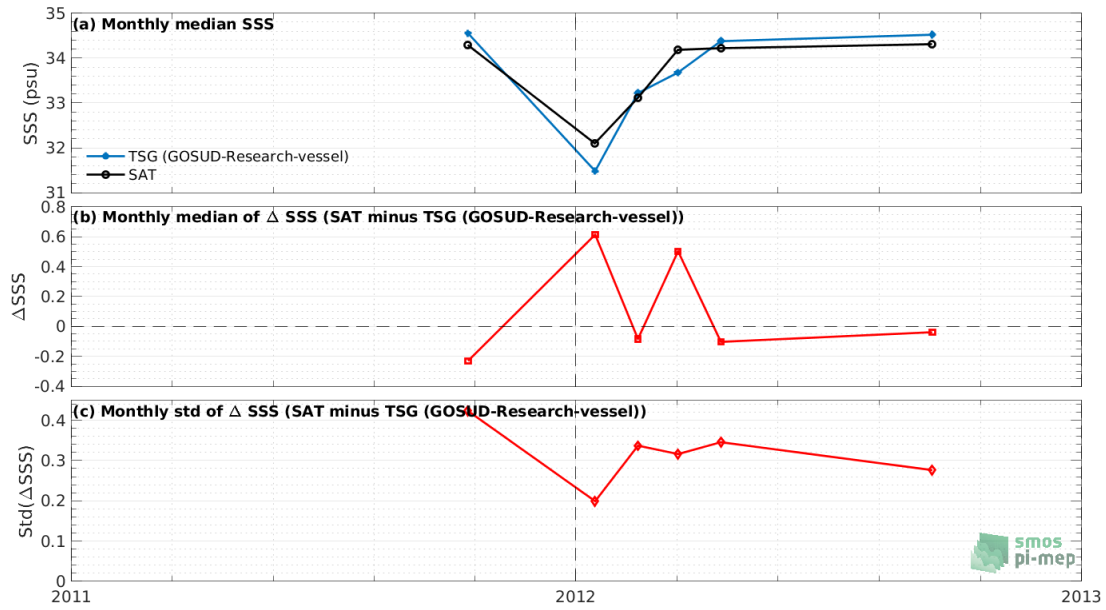 (a) Monthly median SSS
35
34
33
32
31
SSS (psu)
TSG (GOSUD-Research-vessel)
SAT
(b) Monthly median of Δ SSS (SAT minus TSG (GOSUD-Research-vessel))
0.8
0.6
0.4
0.2
0
-0.2
-0.4
ΔSSS
(c) Monthly std of Δ SSS (SAT minus TSG (GOSUD-Research-vessel))
0.4
0.3
0.2
0.1
0
Std(ΔSSS)
smos
pi-mep
2011
2012
2013